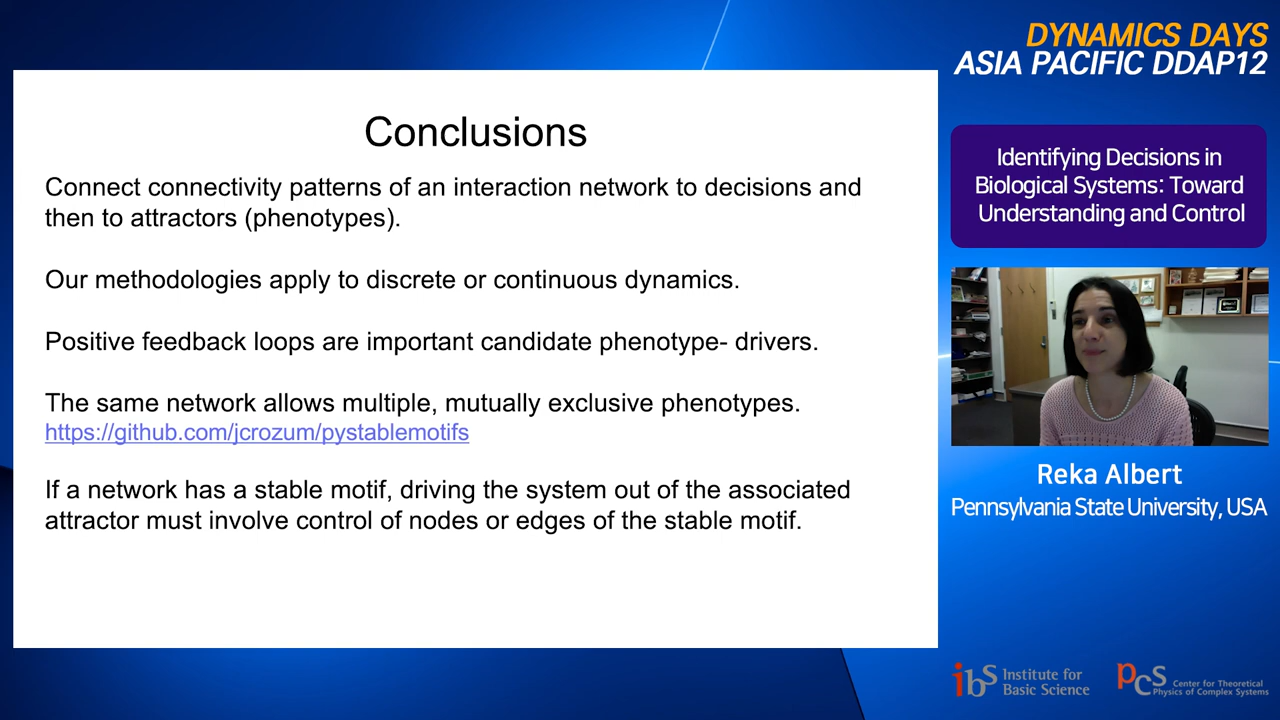 DYNAMICS DAYS
ASIA PACIFIC DDAP12
Conclusions
Connect connectivity patterns of an interaction network to decisions and
then to attractors (phenotypes).
Our methodologies apply to discrete or continuous dynamics.
Positive feedback loops are important candidate phenotype- drivers.
The same network allows multiple, mutually exclusive phenotypes.
https://github.com/jcrozum/pystablemotifs
If a network has a stable motif, driving the system out of the associated
attractor must involve control of nodes or edges of the stable motif.
Identifying Decisions in
Biological Systems: Toward
Understanding and Control
Reka Albert
Pennsylvania State University, USA
ibS Institute for
Basic Science
PCS Center for Theoretical
Physics of Complex Systems